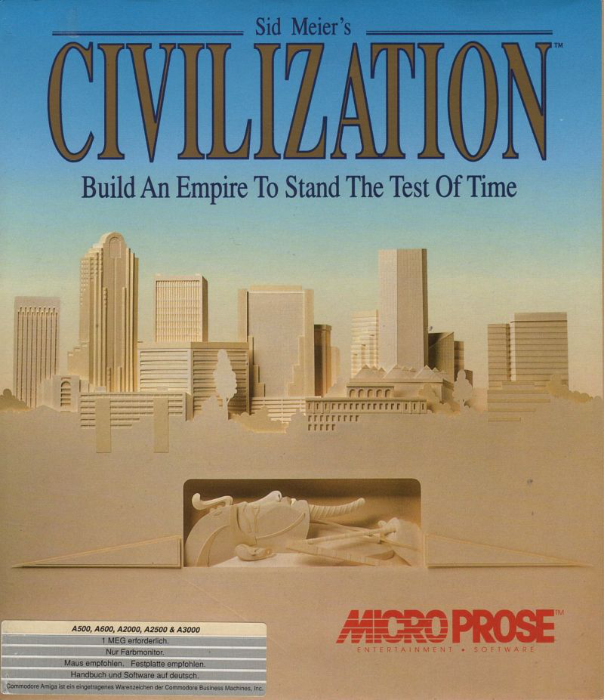 Sid Meier's
CIVILIZATION™
Build An Empire To Stand The Test Of Time
MICROPROSE™
ENTERTAINMENT • SOFTWARE
A500, A600, A2000, A2500 & A3000
1 MEG erforderlich.
Nur Farbmonitor.
Maus empfohlen. Festplatte empfohlen.
Handbuch und Software auf deutsch.
Commodore Amiga ist ein eingetragenes Warenzeichen der Commodore Business Machines, Inc.